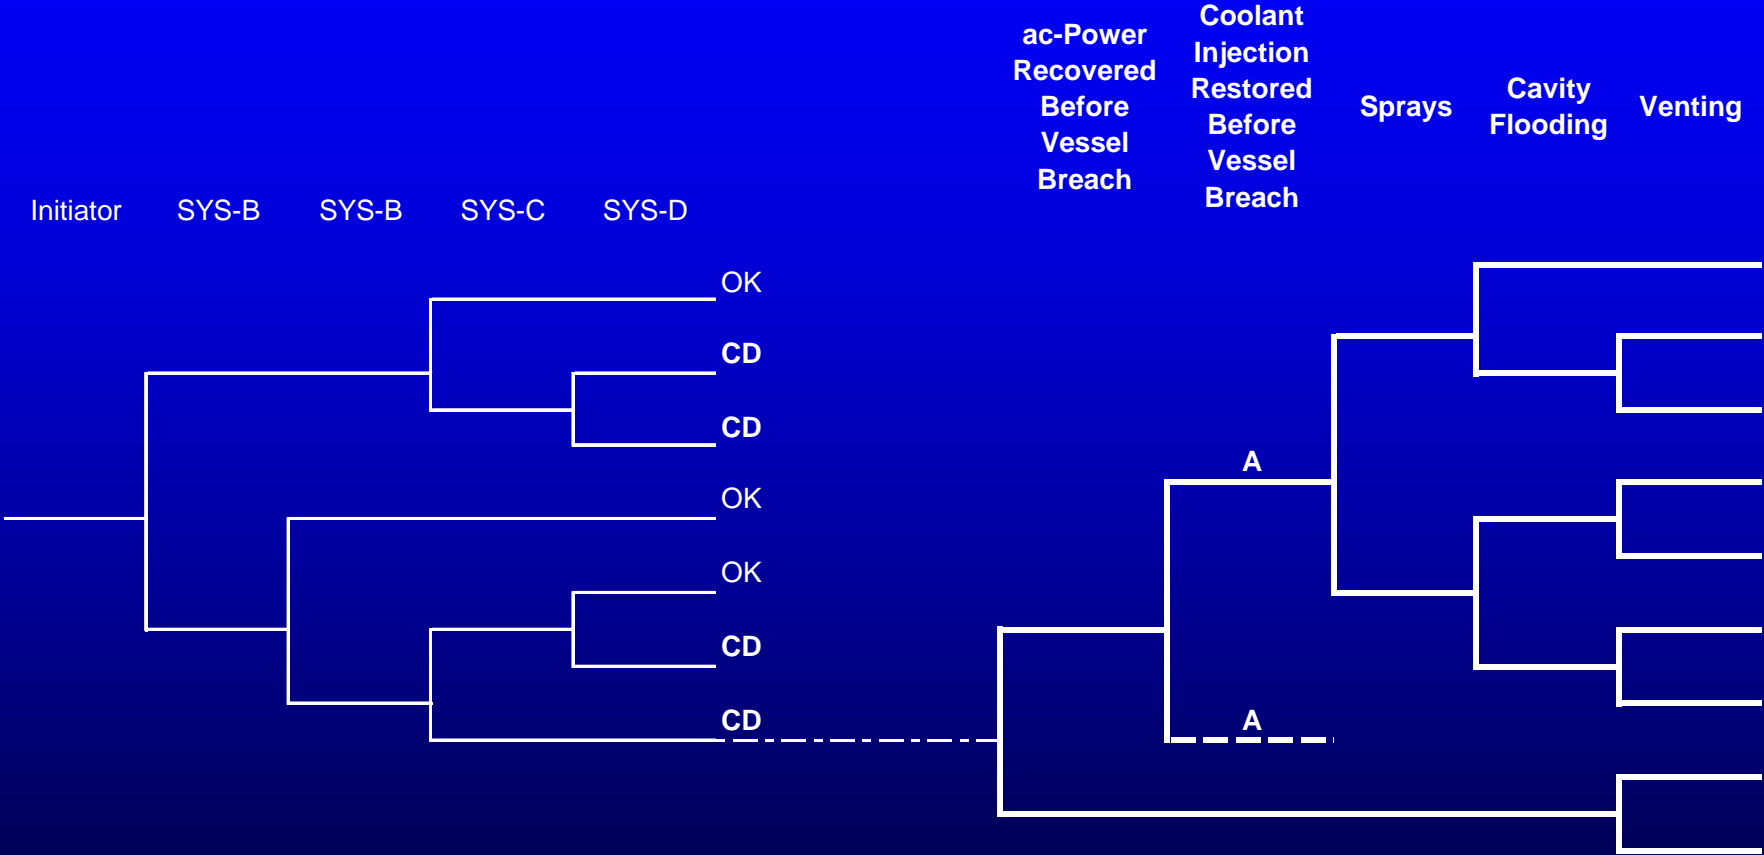 ac-Power
Recovered
Before
Vessel
Breach
Coolant
Injection
Restored
Before
Vessel
Breach
Sprays
Cavity
Flooding
Venting
Initiator
SYS-B
SYS-B
SYS-C
SYS-D
OK
CD
CD
OK
OK
CD
CD
A
A